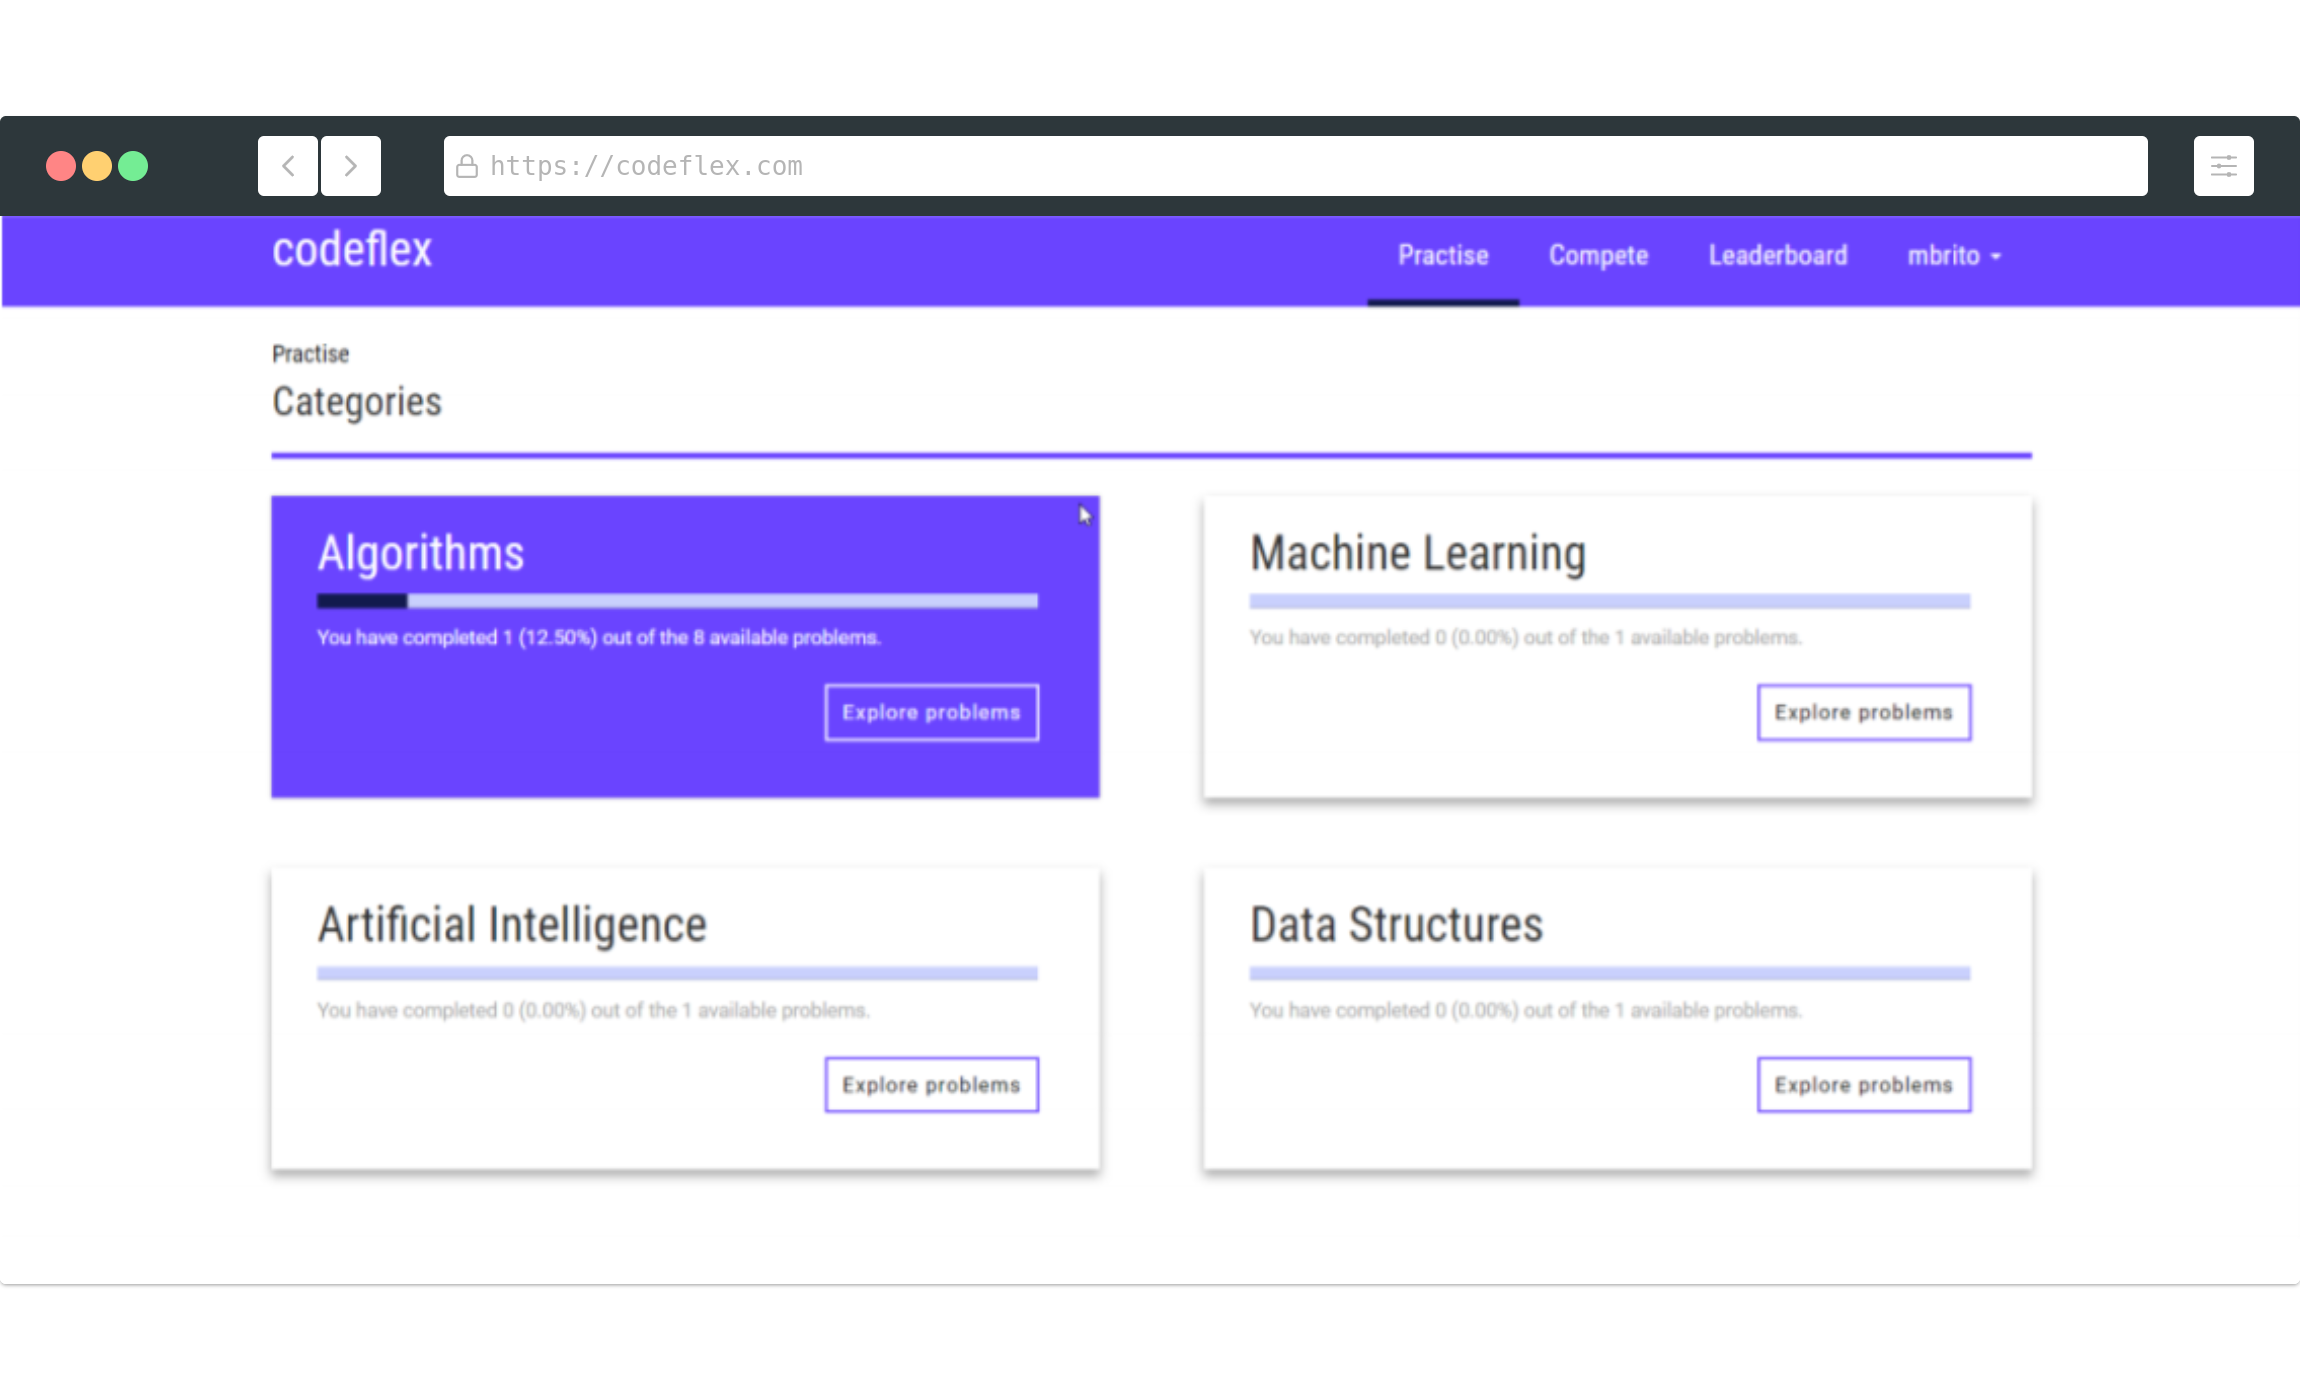 https://codeflex.com
codeflex
Practise
Compete
Leaderboard
mbrito
Practise
Categories
Algorithms
You have completed 1 (12.50%) out of the 8 available problems.
Explore problems
Machine Learning
You have completed 0 (0.00%) out of the 1 available problems.
Explore problems
Artificial Intelligence
You have completed 0 (0.00%) out of the 1 available problems.
Explore problems
Data Structures
You have completed 0 (0.00%) out of the 1 available problems.
Explore problems